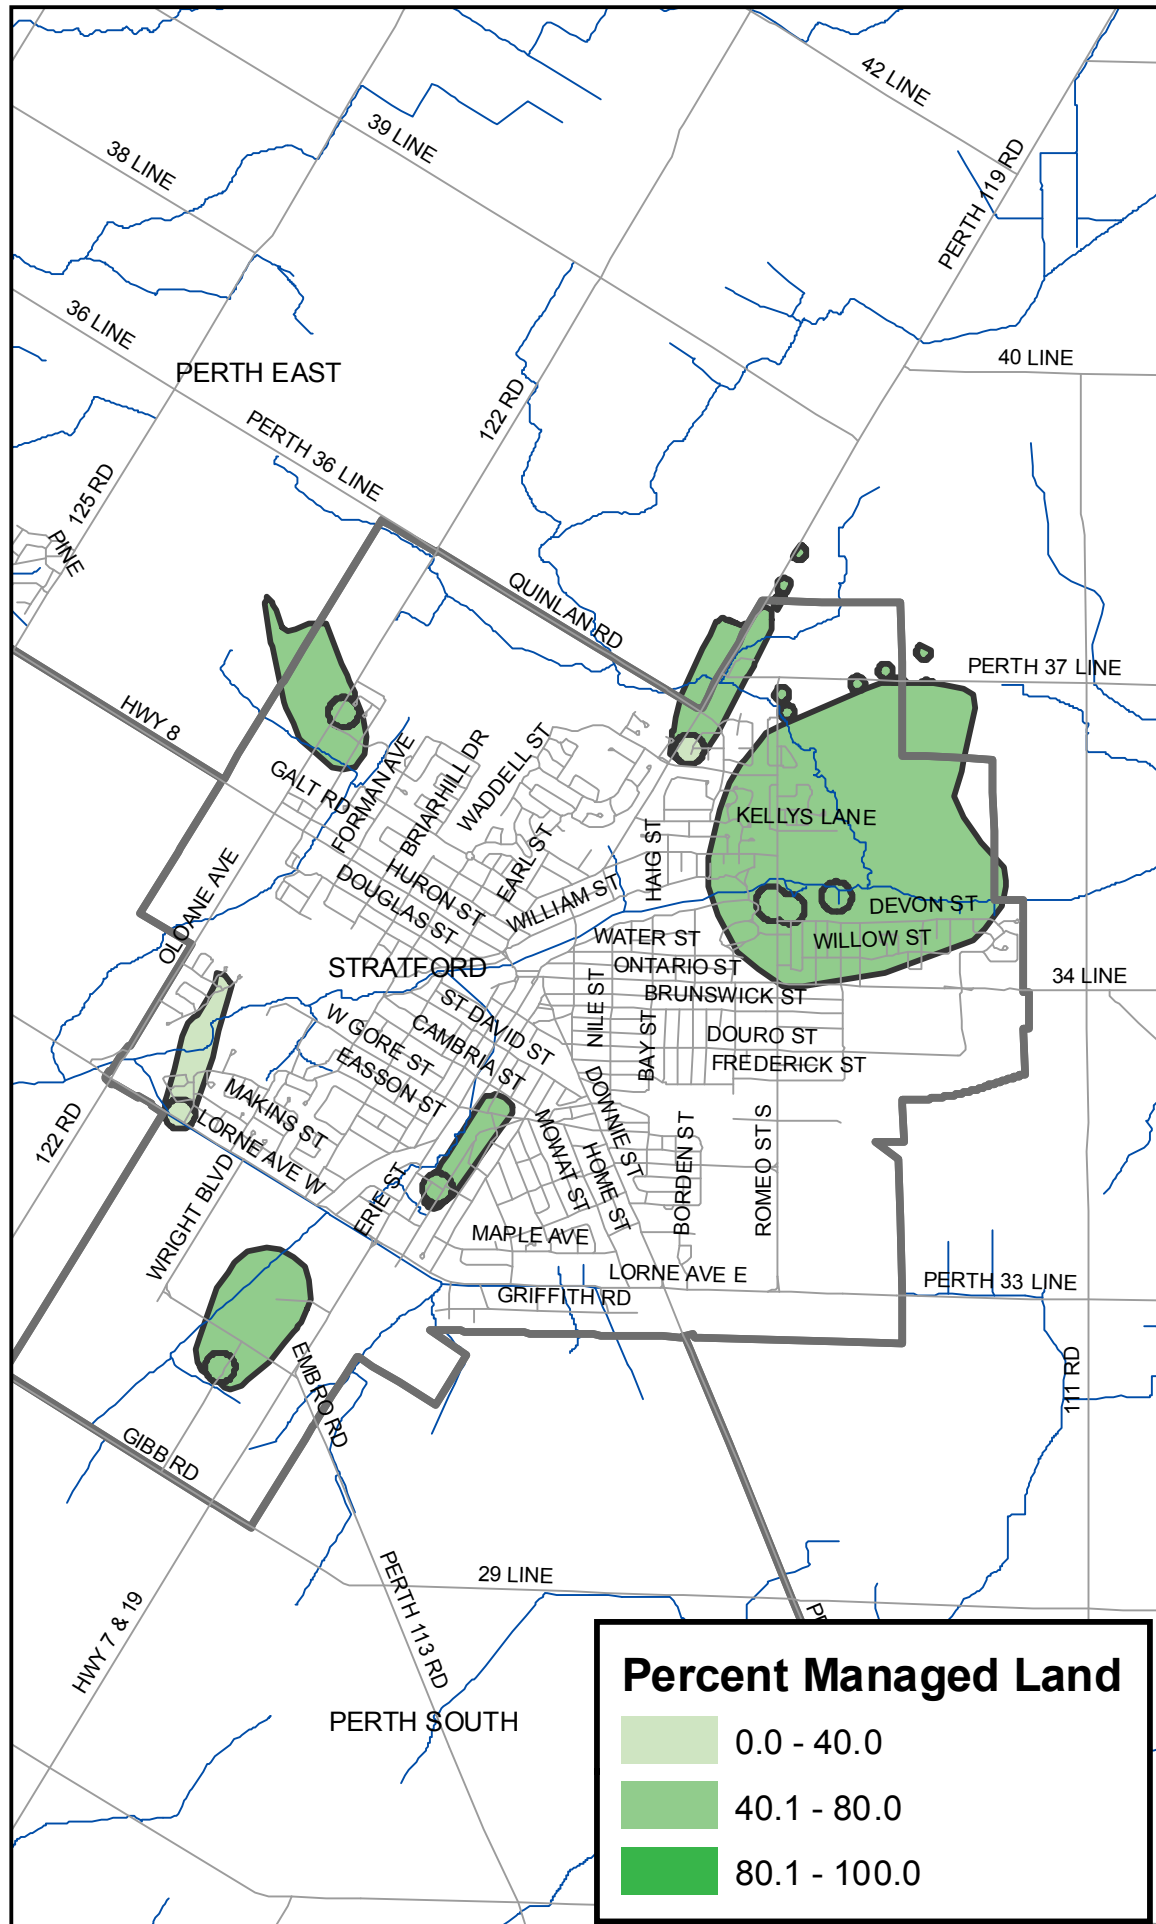 42 LINE
39 LINE
38 LINE
PERTH 119 RD
36 LINE
40 LINE
PERTH EAST
122 RD
PERTH 36 LINE
125 RD
PINE
QUINLAN RD
PERTH 37 LINE
HWY 8
GALT RD
FORMAN AVE
BRIARHILL DR
WADDELL ST
KELLYS LANE
HAIG ST
EARL ST
HURON ST
DOUGLAS ST
WILLIAM ST
DEVON ST
OLOANE AVE
WATER ST
WILLOW ST
STRATFORD
ONTARIO ST
34 LINE
BRUNSWICK ST
NILE ST
ST DAVID ST
W GORE ST
CAMBRIA ST
DOURO ST
BAY ST
EASSON ST
FREDERICK ST
DOWNIE ST
MAKINS ST
122 RD
LORNE AVE W
MOWAT ST
HOME ST
BORDEN ST
ROMEO ST S
WRIGHT BLVD
ERIE ST
MAPLE AVE
LORNE AVE E
PERTH 33 LINE
GRIFFITH RD
EMBRO RD
111 RD
GIBB RD
29 LINE
PERTH 113 RD
HWY 7 & 19
PERTH SOUTH
Percent Managed Land
0.0 - 40.0
40.1 - 80.0
80.1 - 100.0